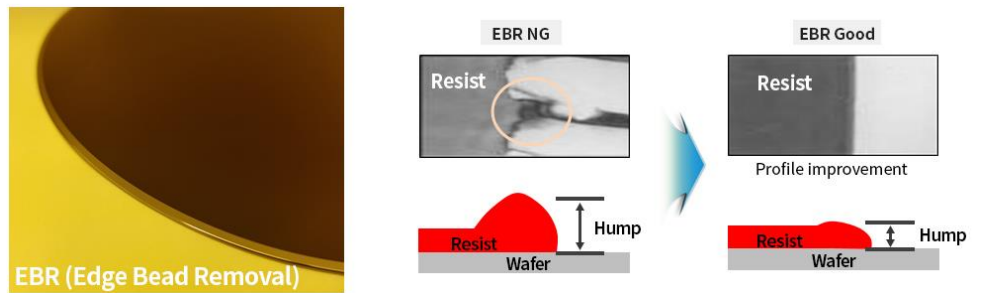 EBR (Edge Bead Removal)
EBR NG
Resist
Resist
Hump
Wafer
EBR Good
Resist
Profile improvement
Resist
Hump
Wafer